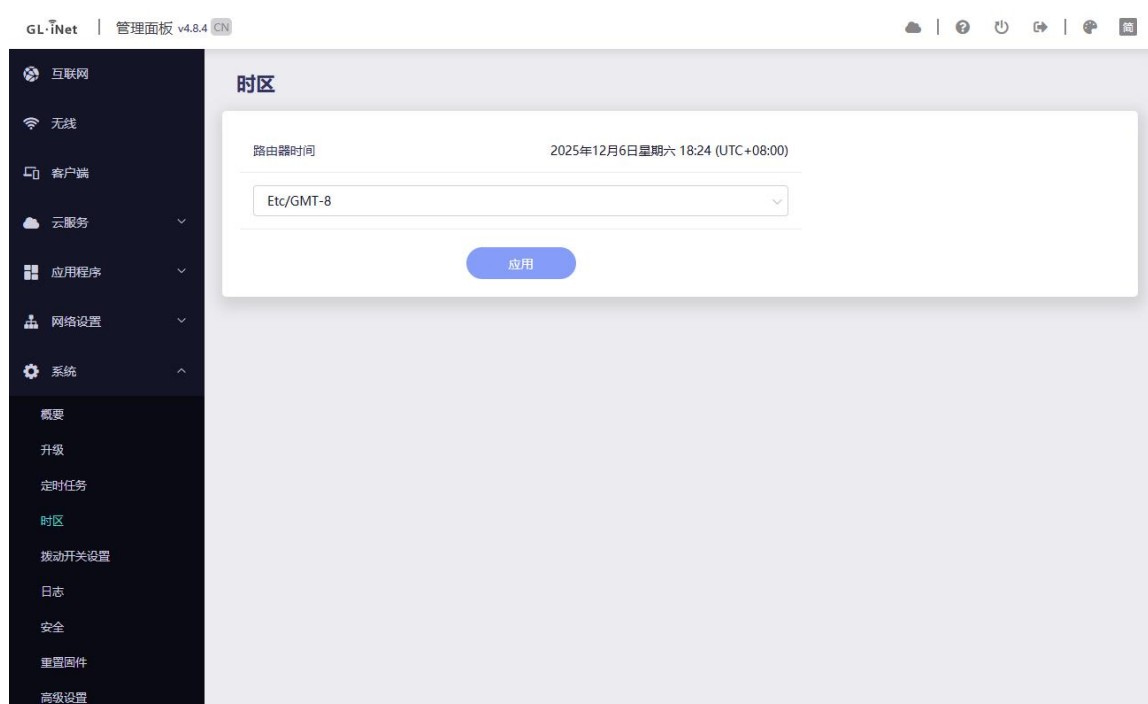 GL·iNet | 管理面板 v4.8.4 CN
简
互联网
无线
客户端
云服务
应用程序
网络设置
系统
概要
升级
定时任务
时区
拨动开关设置
日志
安全
重置固件
高级设置
时区
路由器时间 2025年12月6日星期六 18:24 (UTC+08:00)
Etc/GMT-8
应用